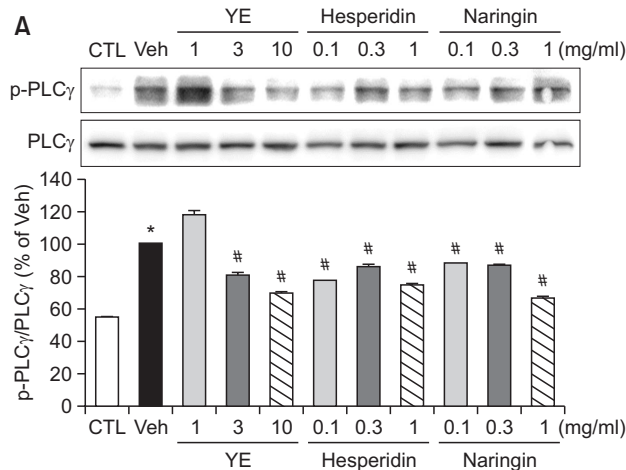 A
YE Hesperidin Naringin
CTL Veh 1 3 10 0.1 0.3 1 0.1 0.3 1 (mg/ml)
p-PLCγ
PLCγ
p-PLCγ/PLCγ (% of Veh)
140
120
100
80
60
40
20
0
* # # # # # # # #
CTL Veh 1 3 10 0.1 0.3 1 0.1 0.3 1 (mg/ml)
YE Hesperidin Naringin